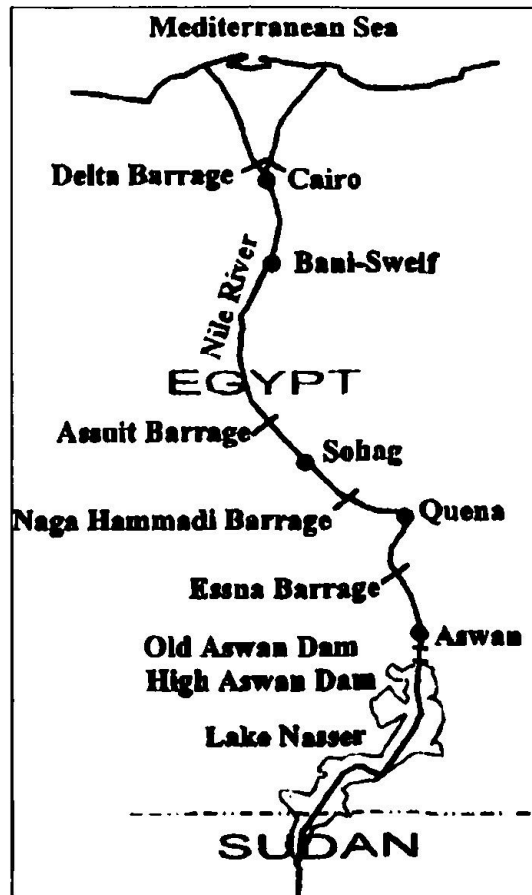 Mediterranean Sea
Delta Barrage
Cairo
Bani-Swelf
Nile River
EGYPT
Assuit Barrage
Sohag
Naga Hammadi Barrage
Quena
Essna Barrage
Aswan
Old Aswan Dam
High Aswan Dam
Lake Nasser
SUDAN